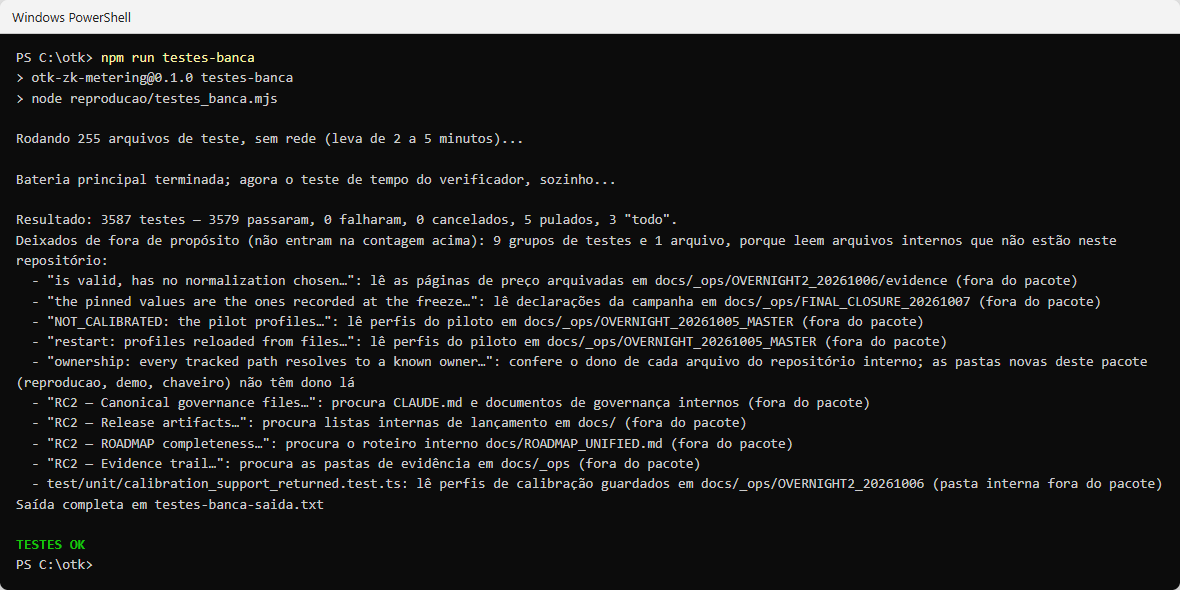 Windows PowerShell
PS C:\otk> npm run testes-banca
> otk-zk-metering@0.1.0 testes-banca
> node reproducao/testes_banca.mjs
Rodando 255 arquivos de teste, sem rede (leva de 2 a 5 minutos)...
Bateria principal terminada; agora o teste de tempo do verificador, sozinho...
Resultado: 3587 testes — 3579 passaram, 0 falharam, 0 cancelados, 5 pulados, 3 "todo".
Deixados de fora de propósito (não entram na contagem acima): 9 grupos de testes e 1 arquivo, porque leem arquivos internos que não estão neste
repositório:
- "is valid, has no normalization chosen…": lê as páginas de preço arquivadas em docs/_ops/OVERNIGHT2_20261006/evidence (fora do pacote)
- "the pinned values are the ones recorded at the freeze…": lê declarações da campanha em docs/_ops/FINAL_CLOSURE_20261007 (fora do pacote)
- "NOT_CALIBRATED: the pilot profiles…": lê perfis do piloto em docs/_ops/OVERNIGHT_20261005_MASTER (fora do pacote)
- "restart: profiles reloaded from files…": lê perfis do piloto em docs/_ops/OVERNIGHT_20261005_MASTER (fora do pacote)
- "ownership: every tracked path resolves to a known owner…": confere o dono de cada arquivo do repositório interno; as pastas novas deste pacote
(reproducao, demo, chaveiro) não têm dono lá
- "RC2 — Canonical governance files…": procura CLAUDE.md e documentos de governança internos (fora do pacote)
- "RC2 — Release artifacts…": procura listas internas de lançamento em docs/ (fora do pacote)
- "RC2 — ROADMAP completeness…": procura o roteiro interno docs/ROADMAP_UNIFIED.md (fora do pacote)
- "RC2 — Evidence trail…": procura as pastas de evidência em docs/_ops (fora do pacote)
- test/unit/calibration_support_returned.test.ts: lê perfis de calibração guardados em docs/_ops/OVERNIGHT2_20261006 (pasta interna fora do pacote)
Saída completa em testes-banca-saida.txt
TESTES OK
PS C:\otk>